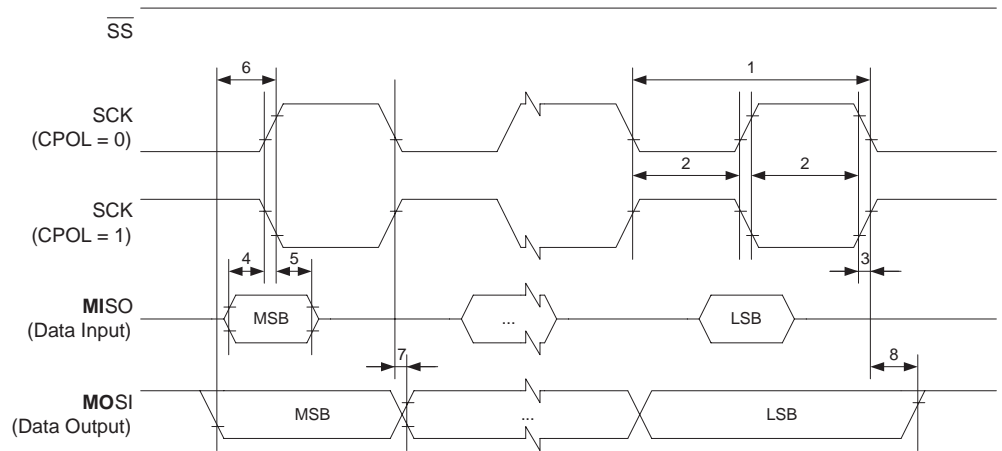 SS
6
1
SCK
(CPOL = 0)
2
2
SCK
(CPOL = 1)
4
5
3
MISO
(Data Input)
MSB
...
LSB
7
8
MOSI
(Data Output)
MSB
...
LSB